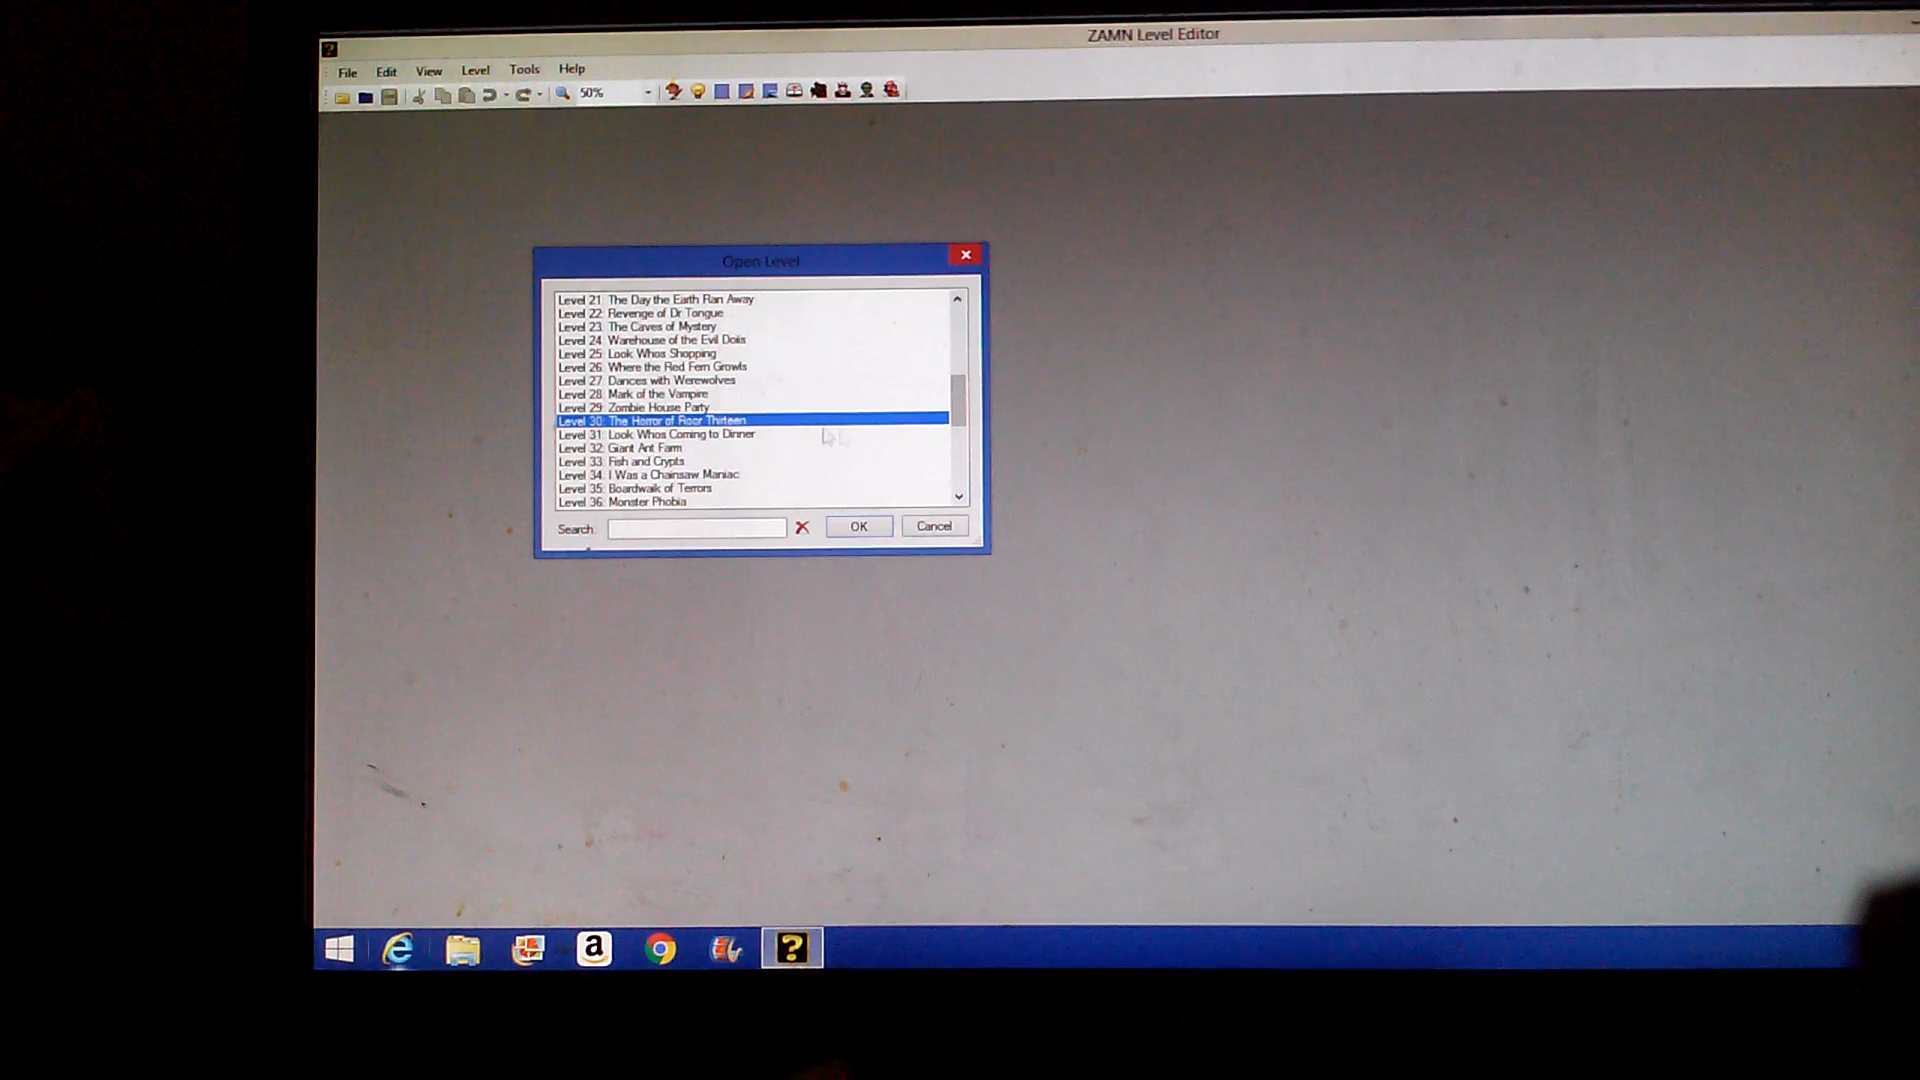 ZAMN Level Editor
File Edit View Level Tools Help
50%
Open Level
Level 21: The Day the Earth Ran Away
Level 22: Revenge of Dr Tongue
Level 23: The Caves of Mystery
Level 24: Warehouse of the Evil Dolls
Level 25: Look Whos Shopping
Level 26: Where the Red Fern Growls
Level 27: Dances with Werewolves
Level 28: Mark of the Vampire
Level 29: Zombie House Party
Level 30: The Horror of Floor Thirteen
Level 31: Look Whos Coming to Dinner
Level 32: Giant Ant Farm
Level 33: Fish and Crypts
Level 34: I Was a Chainsaw Maniac
Level 35: Boardwalk of Terrors
Level 36: Monster Phobia
Search: OK Cancel
a ?